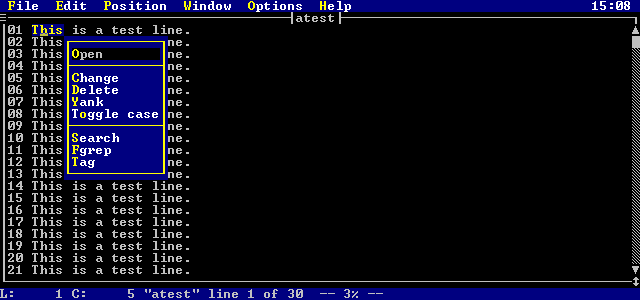 File Edit Position Window Options Help 15:08
atest
01 This is a test line.
02 This ne.
03 This Open ne.
04 This ne.
05 This Change ne.
06 This Delete ne.
07 This Yank ne.
08 This Toggle case ne.
09 This ne.
10 This Search ne.
11 This Fgrep ne.
12 This Tag ne.
13 This ne.
14 This is a test line.
15 This is a test line.
16 This is a test line.
17 This is a test line.
18 This is a test line.
19 This is a test line.
20 This is a test line.
21 This is a test line.
L: 1 C: 5 "atest" line 1 of 30 -- 3% --